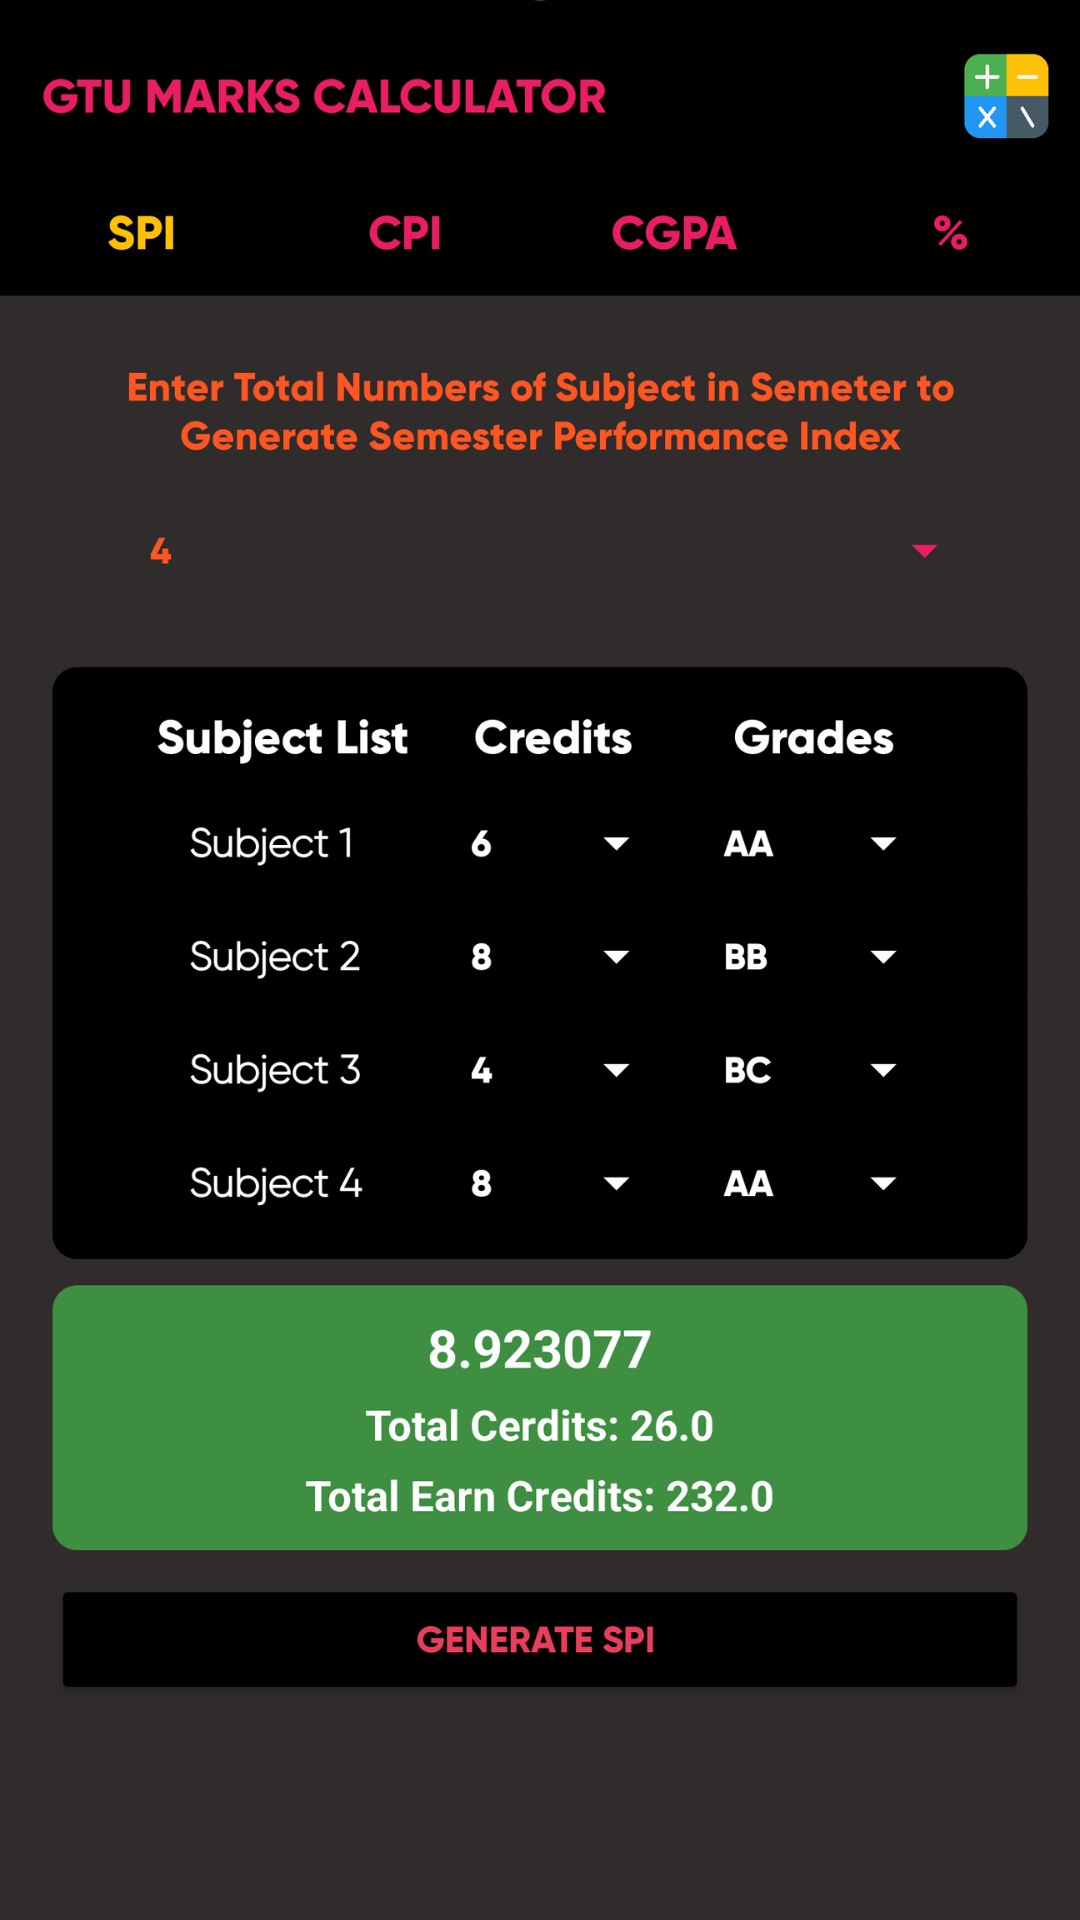 GTU MARKS CALCULATOR
SPI CPI CGPA %
Enter Total Numbers of Subject in Semeter to
Generate Semester Performance Index
4
Subject List Credits Grades
Subject 1 6 AA
Subject 2 8 BB
Subject 3 4 BC
Subject 4 8 AA
8.923077
Total Cerdits: 26.0
Total Earn Credits: 232.0
GENERATE SPI